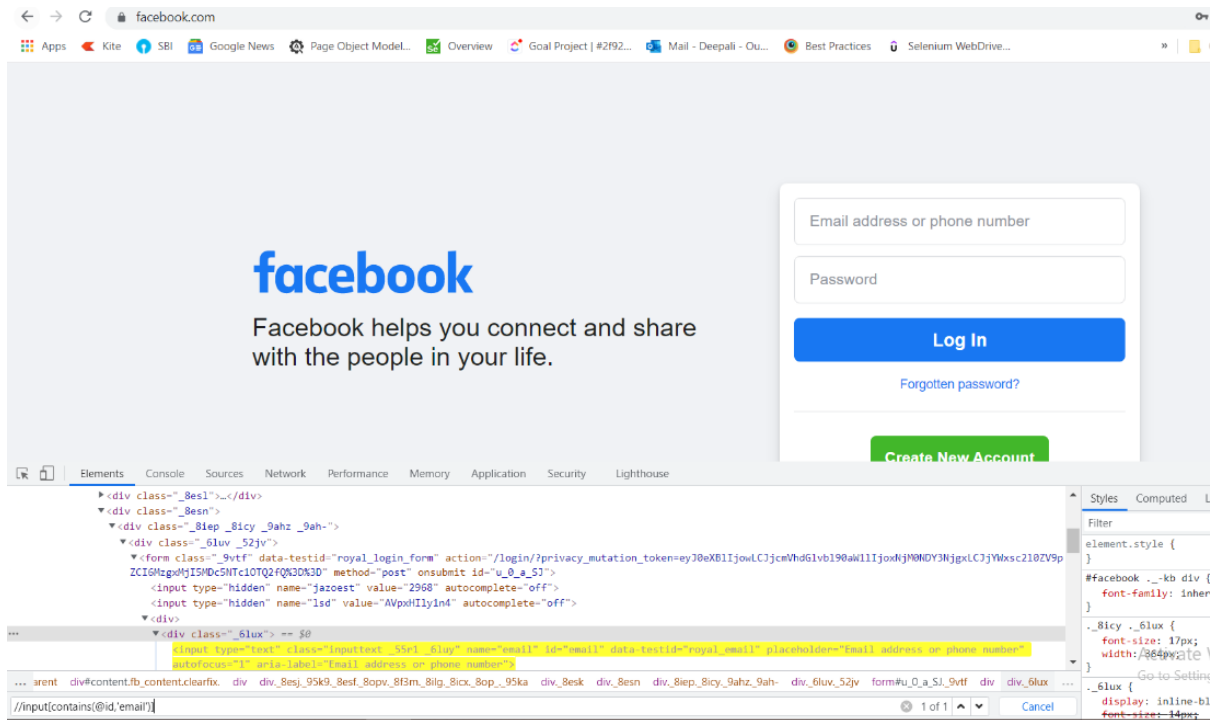 facebook.com
Apps Kite SBI Google News Page Object Model... Overview Goal Project | #2f92... Mail - Deepali - Ou... Best Practices Selenium WebDrive... »
Email address or phone number
facebook
Password
Facebook helps you connect and share
with the people in your life.
Log In
Forgotten password?
Create New Account
Elements Console Sources Network Performance Memory Application Security Lighthouse
<div class="_8esl">…</div>
<div class="_8esn">
<div class="_8iep _8icy _9ahz _9ah-">
<div class="_6luv _52jv">
<form class="_9vtf" data-testid="royal_login_form" action="/login/?privacy_mutation_token=
method="post" onsubmit id="u_0_a_SJ">
<input type="hidden" name="jazoest" value="2968" autocomplete="off">
<input type="hidden" name="lsd" value="AVpxHIly1n4" autocomplete="off">
<div>
... <div class="_6lux"> == $0
<input type="text" class="inputtext _55r1 _6luy" name="email" id="email" data-testid="royal_email" placeholder="Email address or phone number"
autofocus="1" aria-label="Email address or phone number">
... arent div#content.fb_content.clearfix. div div._8esj._95k9._8esf._8opv._8f3m._8ilg._8icx._8op_._95ka div._8esk div._8esn div._8iep._8icy._9ahz._9ah- div._6luv._52jv form#u_0_a_SJ._9vtf div div._6lux ...
//input[contains(@id,'email')] 1 of 1 Cancel
Styles Computed L
Filter
element.style {
}
#facebook ._-kb div {
font-family: inher
}
._8icy ._6lux {
font-size: 17px;
width: 364px;
}
Go to Setting
._6lux {
display: inline-bl
font-size: 14px;